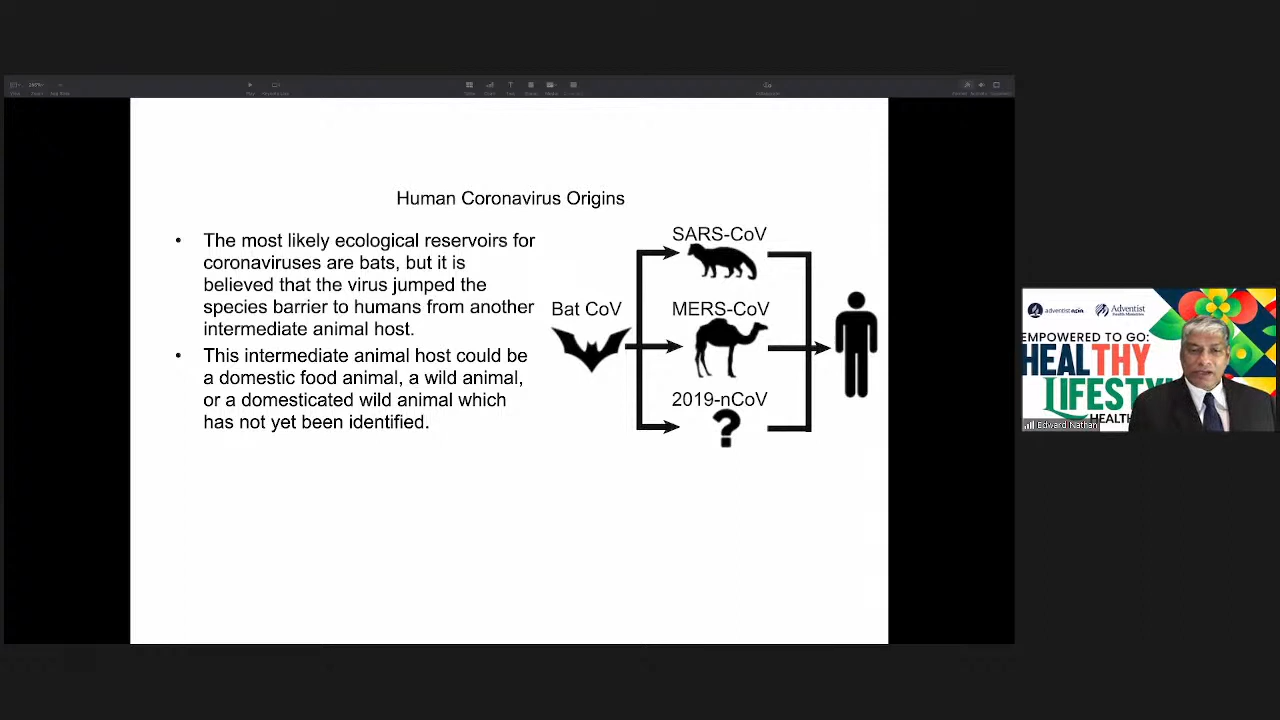 Human Coronavirus Origins
• The most likely ecological reservoirs for
coronaviruses are bats, but it is
believed that the virus jumped the
species barrier to humans from another
intermediate animal host.
• This intermediate animal host could be
a domestic food animal, a wild animal,
or a domesticated wild animal which
has not yet been identified.
SARS-CoV
Bat CoV
MERS-CoV
2019-nCoV
?
Adventist
EMPOWERED TO GO:
HEALTHY
LIFESTY
HEALTH
Edward Nathan